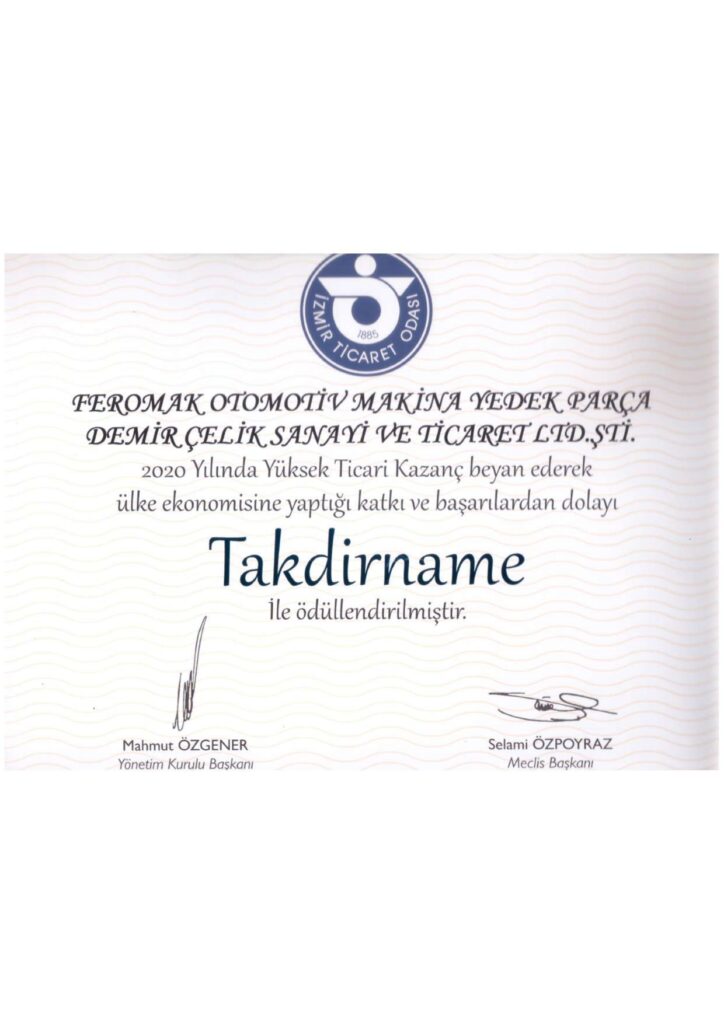 İZMİR TİCARET ODASI
1885
FEROMAK OTOMOTİV MAKİNA YEDEK PARÇA
DEMİR ÇELİK SANAYİ VE TİCARET LTD.ŞTİ.
2020 Yılında Yüksek Ticari Kazanç beyan ederek
ülke ekonomisine yaptığı katkı ve başarılardan dolayı
Takdirname
İle ödüllendirilmiştir.
Mahmut ÖZGENER
Yönetim Kurulu Başkanı
Selami ÖZPOYRAZ
Meclis Başkanı